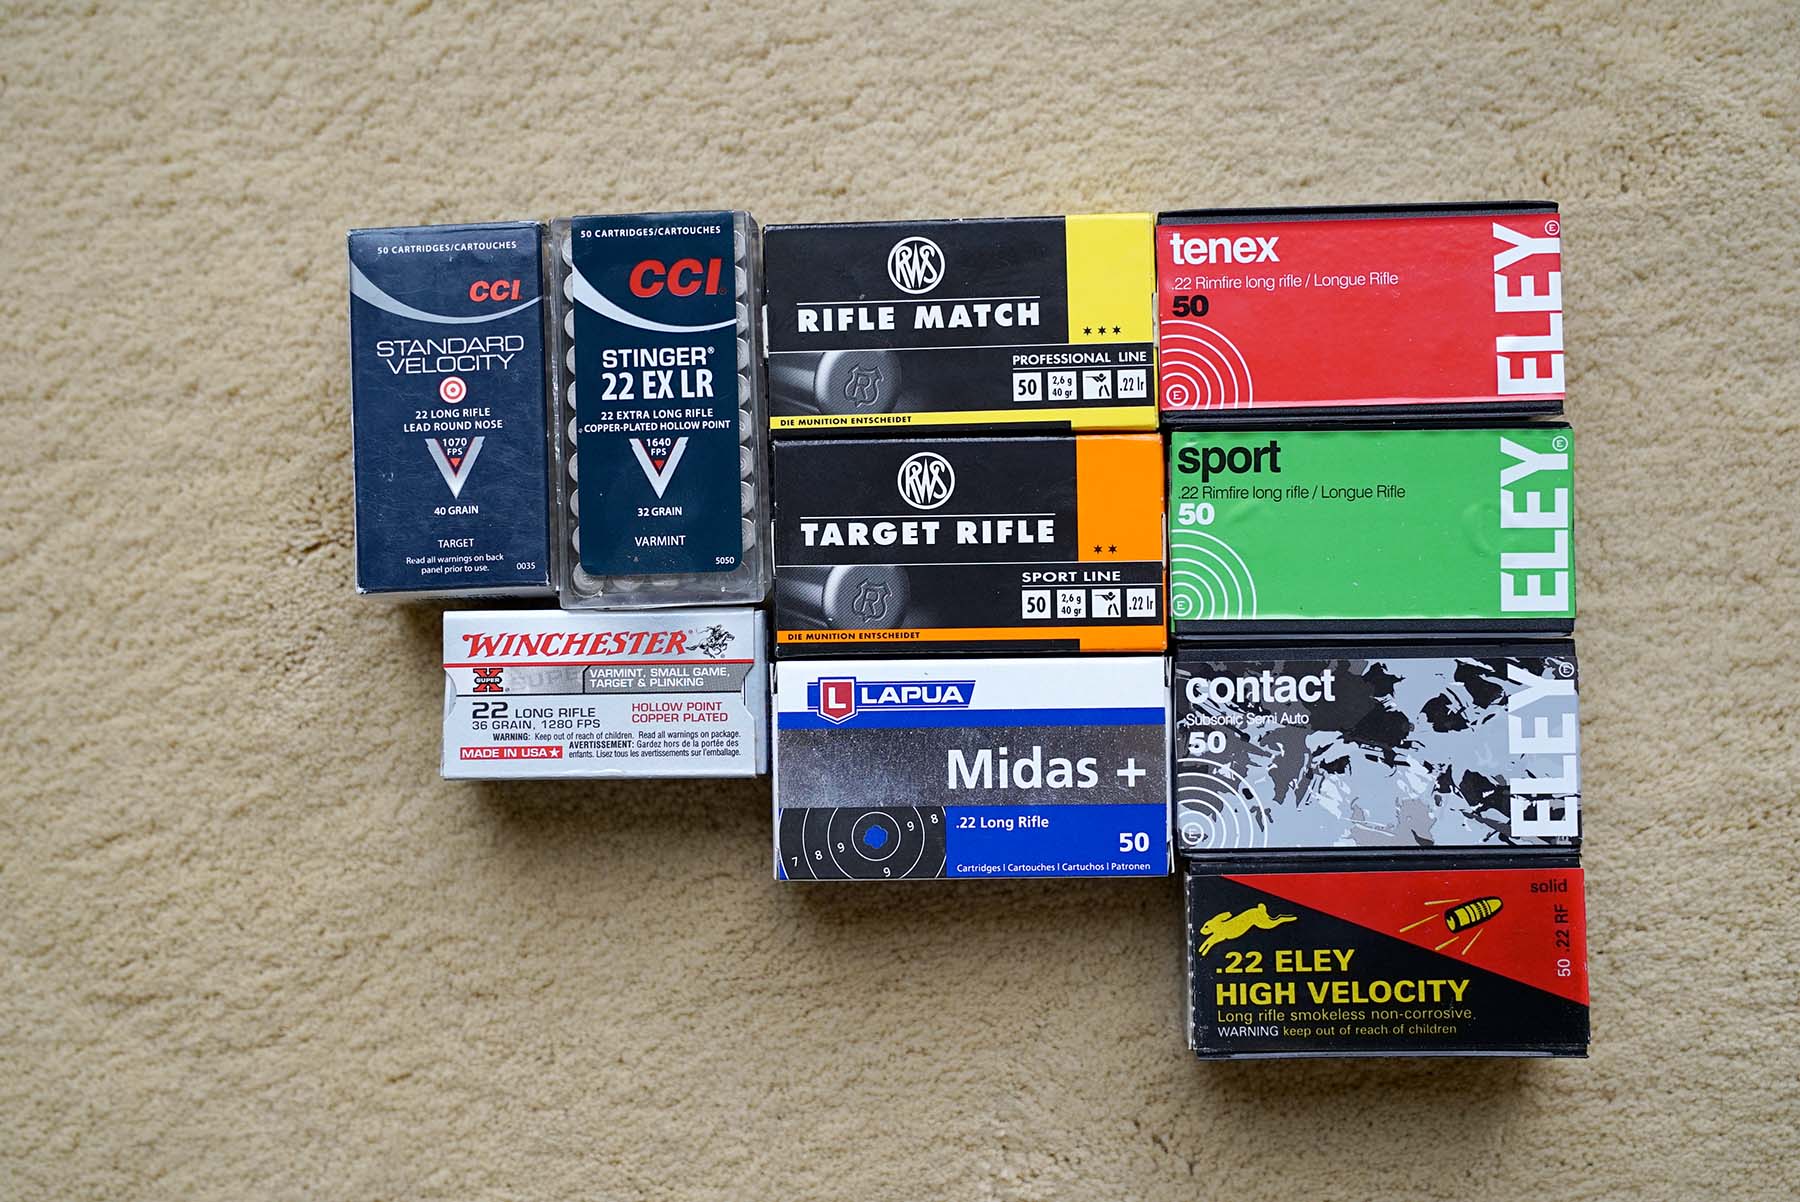 50 CARTRIDGES/CARTOUCHES
CCI
STANDARD
VELOCITY
22 LONG RIFLE
LEAD ROUND NOSE
1070
FPS
40 GRAIN
TARGET
Read all warnings on back
panel prior to use.
0035
50 CARTRIDGES/CARTOUCHES
CCI
STINGER®
22 EX LR
22 EXTRA LONG RIFLE
COPPER-PLATED HOLLOW POINT
1640
FPS
32 GRAIN
VARMINT
5050
WINCHESTER
SUPER X SUPER
VARMINT, SMALL GAME,
TARGET & PLINKING
22 LONG RIFLE
36 GRAIN, 1280 FPS
HOLLOW POINT
COPPER PLATED
WARNING: Keep out of reach of children. Read all warnings on package.
MADE IN USA★
AVERTISSEMENT: Gardez hors de la portée des
enfants. Lisez tous les avertissements sur l'emballage.
RWS
RIFLE MATCH
★★★
PROFESSIONAL LINE
R
50 2,6 g 40 gr .22 lr
DIE MUNITION ENTSCHEIDET
RWS
TARGET RIFLE
★★
SPORT LINE
R
50 2,6 g 40 gr .22 lr
DIE MUNITION ENTSCHEIDET
L LAPUA
Midas +
.22 Long Rifle
50
7 8 9 9 8
9
Cartridges | Cartouches | Cartuchos | Patronen
tenex
.22 Rimfire long rifle / Longue Rifle
50
E
ELEY
E
sport
.22 Rimfire long rifle / Longue Rifle
50
E
ELEY
E
contact
Subsonic Semi Auto
50
E
ELEY
E
solid
50 .22 RF
.22 ELEY
HIGH VELOCITY
Long rifle smokeless non-corrosive.
WARNING keep out of reach of children